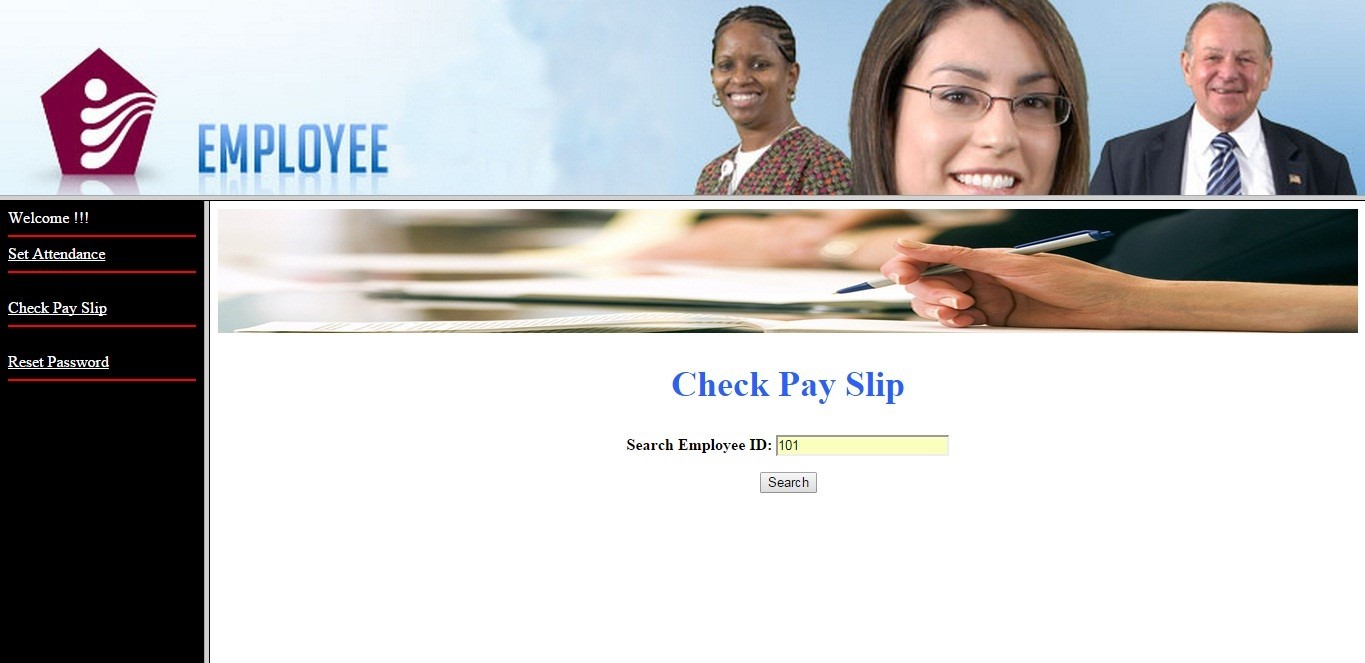 EMPLOYEE
Welcome !!!
Set Attendance
Check Pay Slip
Reset Password
Check Pay Slip
Search Employee ID: 101
Search